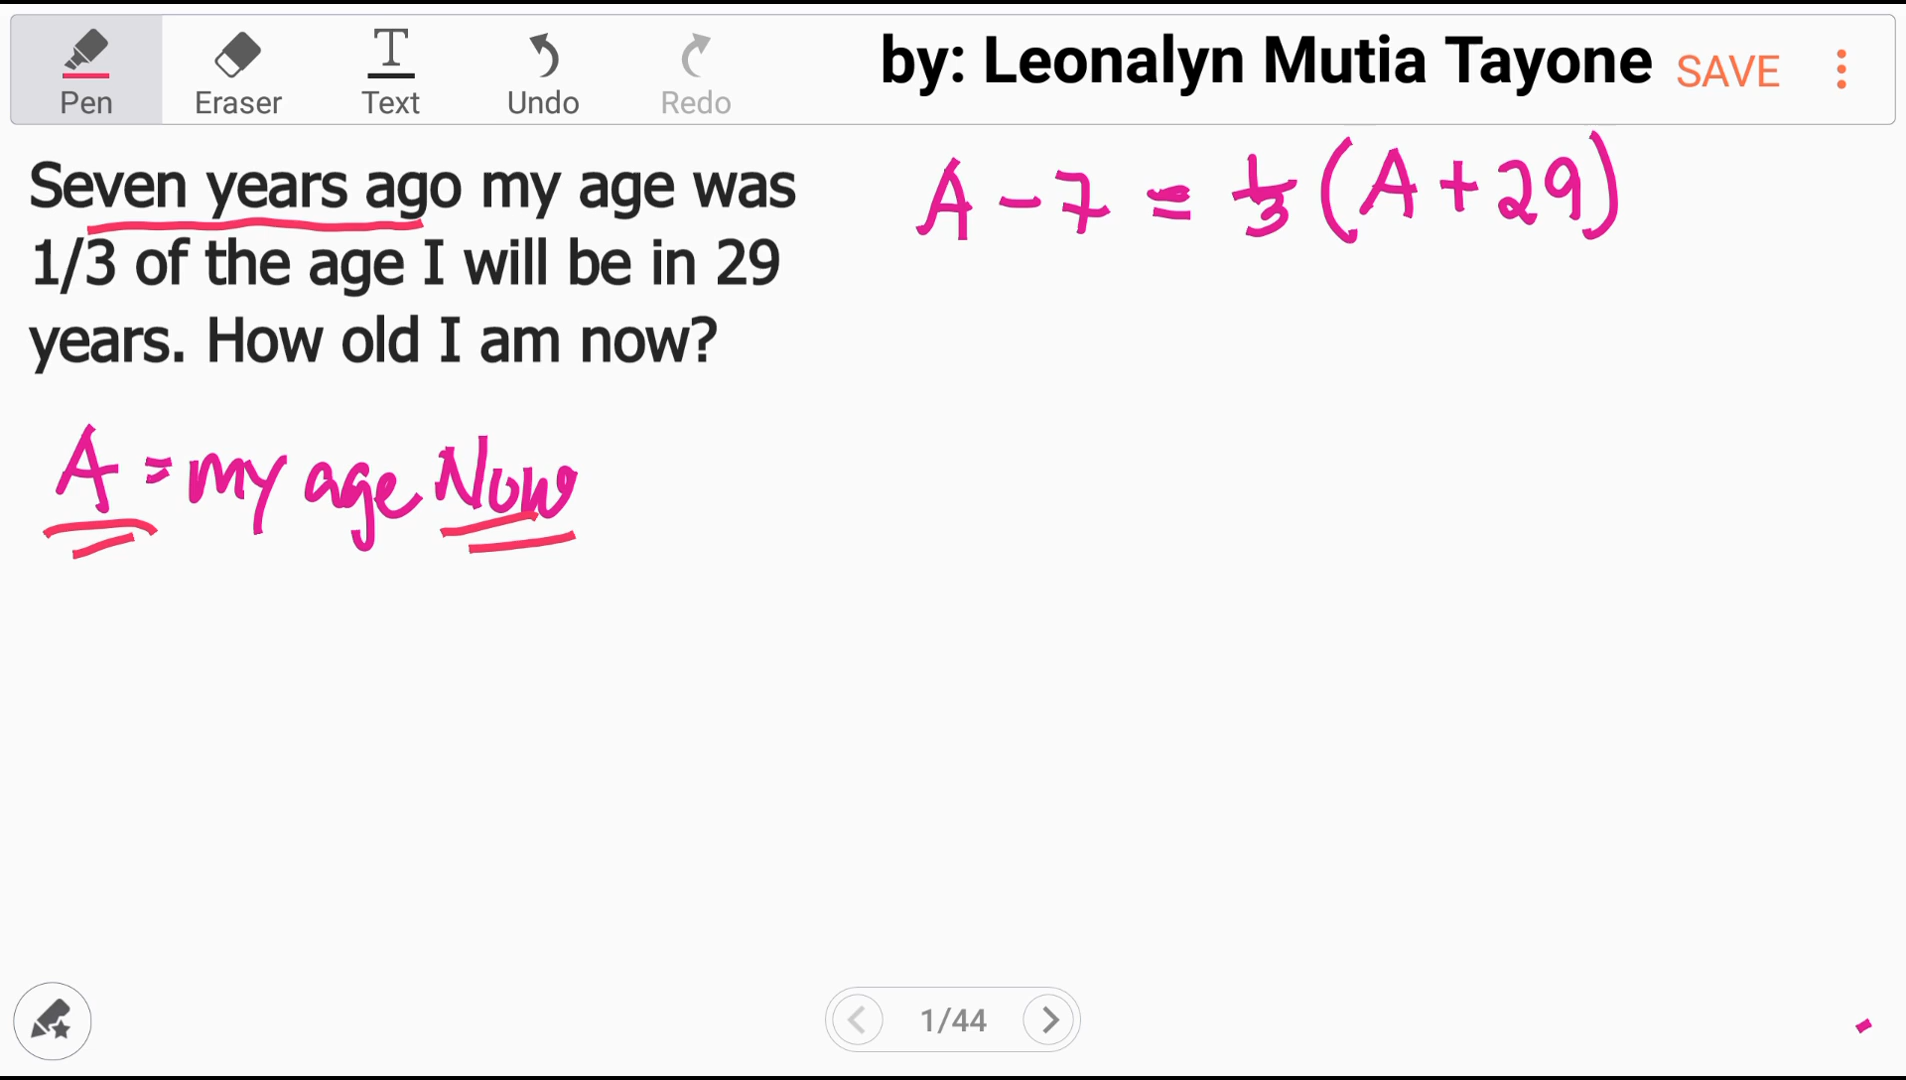 Pen
Eraser
Text
Undo
Redo
by: Leonalyn Mutia Tayone
SAVE
Seven years ago my age was
1/3 of the age I will be in 29
years. How old I am now?
A - 7 = 1/3 (A + 29)
A = my age Now
1/44